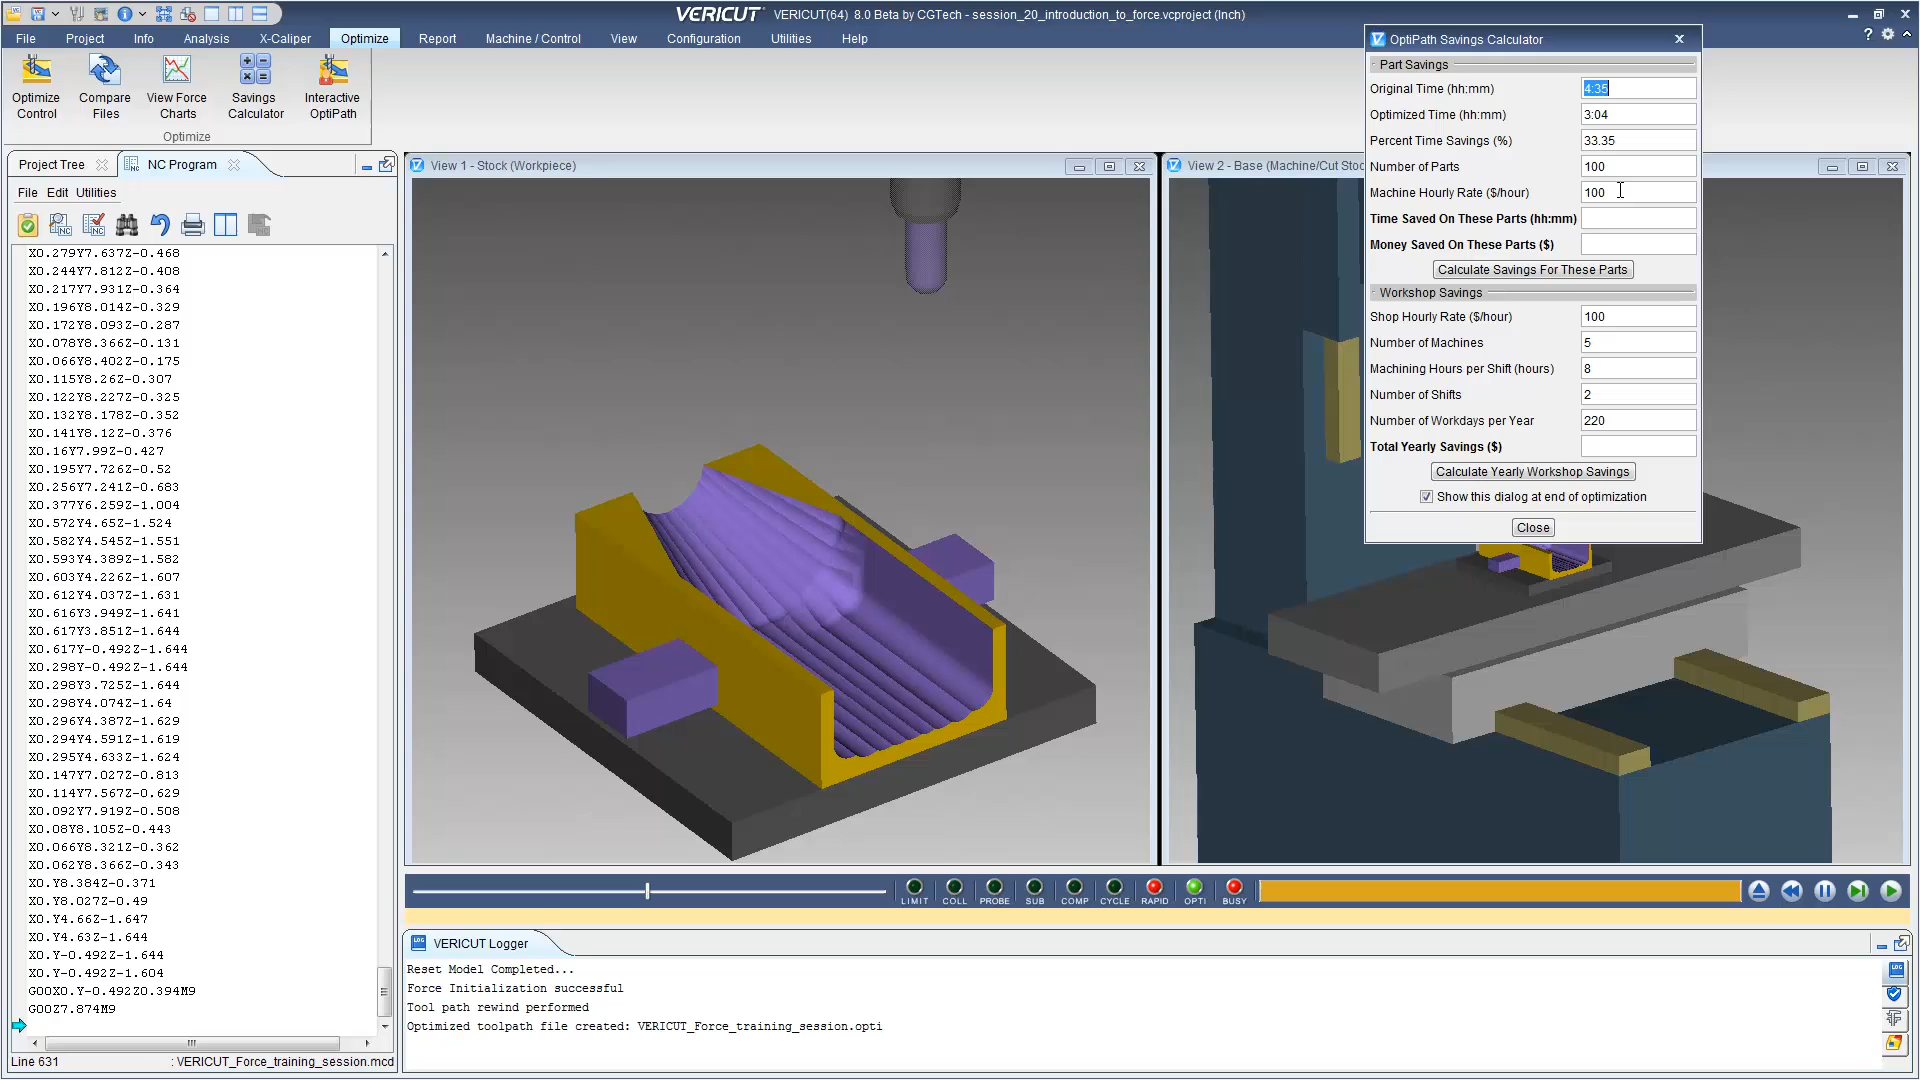 VERICUT VERICUT(64) 8.0 Beta by CGTech - session_20_introduction_to_force.vcproject (Inch)
File Project Info Analysis X-Caliper Optimize Report Machine / Control View Configuration Utilities Help
Optimize Control
Compare Files
View Force Charts
Savings Calculator
Interactive OptiPath
Optimize
Project Tree NC Program
File Edit Utilities
X0.279Y7.637Z-0.468
X0.244Y7.812Z-0.408
X0.217Y7.931Z-0.364
X0.196Y8.014Z-0.329
X0.172Y8.093Z-0.287
X0.078Y8.366Z-0.131
X0.066Y8.402Z-0.175
X0.115Y8.26Z-0.307
X0.122Y8.227Z-0.325
X0.132Y8.178Z-0.352
X0.141Y8.12Z-0.376
X0.16Y7.99Z-0.427
X0.195Y7.726Z-0.52
X0.256Y7.241Z-0.683
X0.377Y6.259Z-1.004
X0.572Y4.65Z-1.524
X0.582Y4.545Z-1.551
X0.593Y4.389Z-1.582
X0.603Y4.226Z-1.607
X0.612Y4.037Z-1.631
X0.616Y3.949Z-1.641
X0.617Y3.851Z-1.644
X0.617Y-0.492Z-1.644
X0.298Y-0.492Z-1.644
X0.298Y3.725Z-1.644
X0.298Y4.074Z-1.64
X0.296Y4.387Z-1.629
X0.294Y4.591Z-1.619
X0.295Y4.633Z-1.624
X0.147Y7.027Z-0.813
X0.114Y7.567Z-0.629
X0.092Y7.919Z-0.508
X0.08Y8.105Z-0.443
X0.066Y8.321Z-0.362
X0.062Y8.366Z-0.343
X0.Y8.384Z-0.371
X0.Y8.027Z-0.49
X0.Y4.66Z-1.647
X0.Y4.63Z-1.644
X0.Y-0.492Z-1.644
X0.Y-0.492Z-1.604
G00X0.Y-0.492Z0.394M9
G00Z7.874M9
Line 631 : VERICUT_Force_training_session.mcd
View 1 - Stock (Workpiece)
View 2 - Base (Machine/Cut Stoc
OptiPath Savings Calculator
Part Savings
Original Time (hh:mm) 4:35
Optimized Time (hh:mm) 3:04
Percent Time Savings (%) 33.35
Number of Parts 100
Machine Hourly Rate ($/hour) 100
Time Saved On These Parts (hh:mm)
Money Saved On These Parts ($)
Calculate Savings For These Parts
Workshop Savings
Shop Hourly Rate ($/hour) 100
Number of Machines 5
Machining Hours per Shift (hours) 8
Number of Shifts 2
Number of Workdays per Year 220
Total Yearly Savings ($)
Calculate Yearly Workshop Savings
Show this dialog at end of optimization
Close
LIMIT COLL PROBE SUB COMP CYCLE RAPID OPTI BUSY
LOG VERICUT Logger
Reset Model Completed...
Force Initialization successful
Tool path rewind performed
Optimized toolpath file created: VERICUT_Force_training_session.opti
LOG